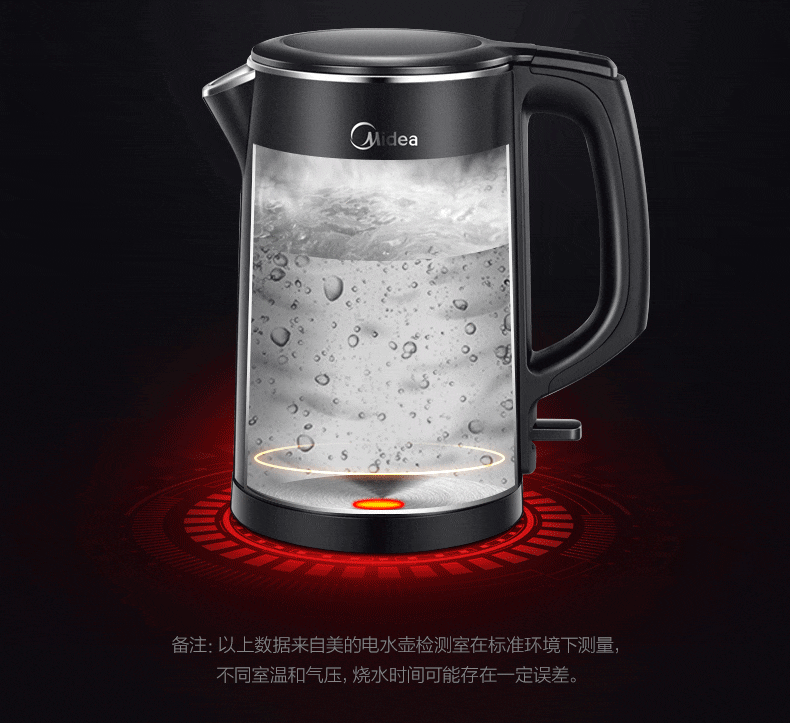 Midea
备注：以上数据来自美的电水壶检测室在标准环境下测量，
不同室温和气压，烧水时间可能存在一定误差。